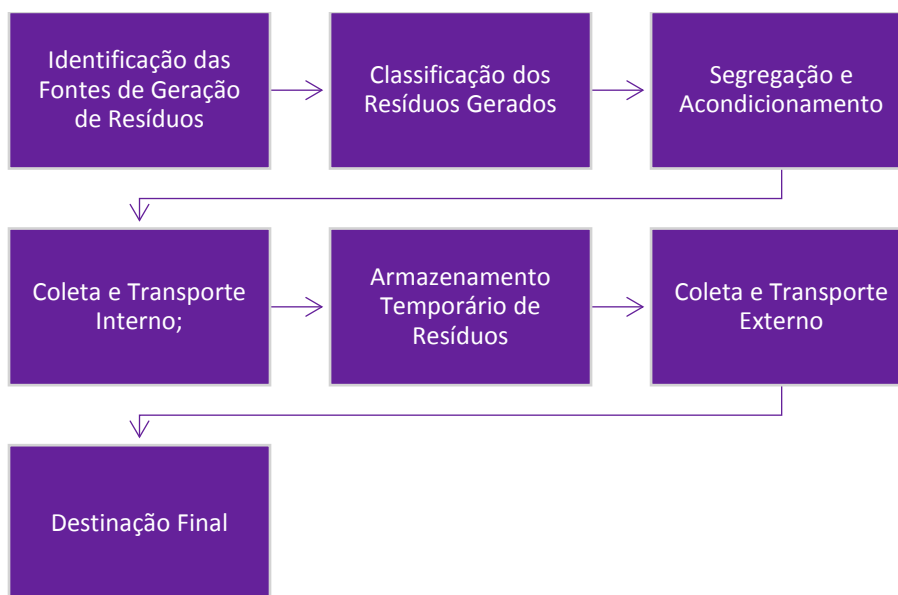 Identificação das
Fontes de Geração
de Resíduos
Classificação dos
Resíduos Gerados
Segregação e
Acondicionamento
Coleta e Transporte
Interno;
Armazenamento
Temporário de
Resíduos
Coleta e Transporte
Externo
Destinação Final